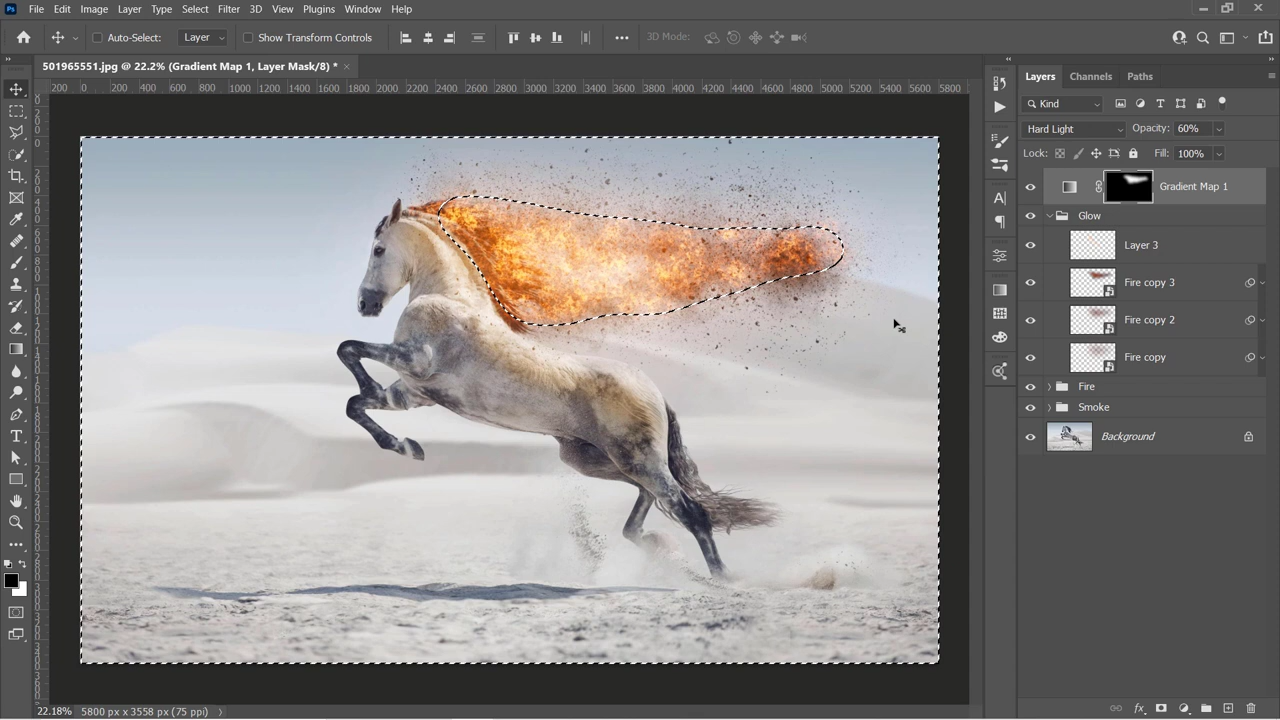 Ps File Edit Image Layer Type Select Filter 3D View Plugins Window Help
Auto-Select: Layer Show Transform Controls 3D Mode:
501965551.jpg @ 22.2% (Gradient Map 1, Layer Mask/8) *
200 0 200 400 600 800 1000 1200 1400 1600 1800 2000 2200 2400 2600 2800 3000 3200 3400 3600 3800 4000 4200 4400 4600 4800 5000 5200 5400 5600 5800
Layers Channels Paths
Kind
Hard Light Opacity: 60%
Lock: Fill: 100%
Gradient Map 1
Glow
Layer 3
Fire copy 3
Fire copy 2
Fire copy
Fire
Smoke
Background
22.18% 5800 px x 3558 px (75 ppi)